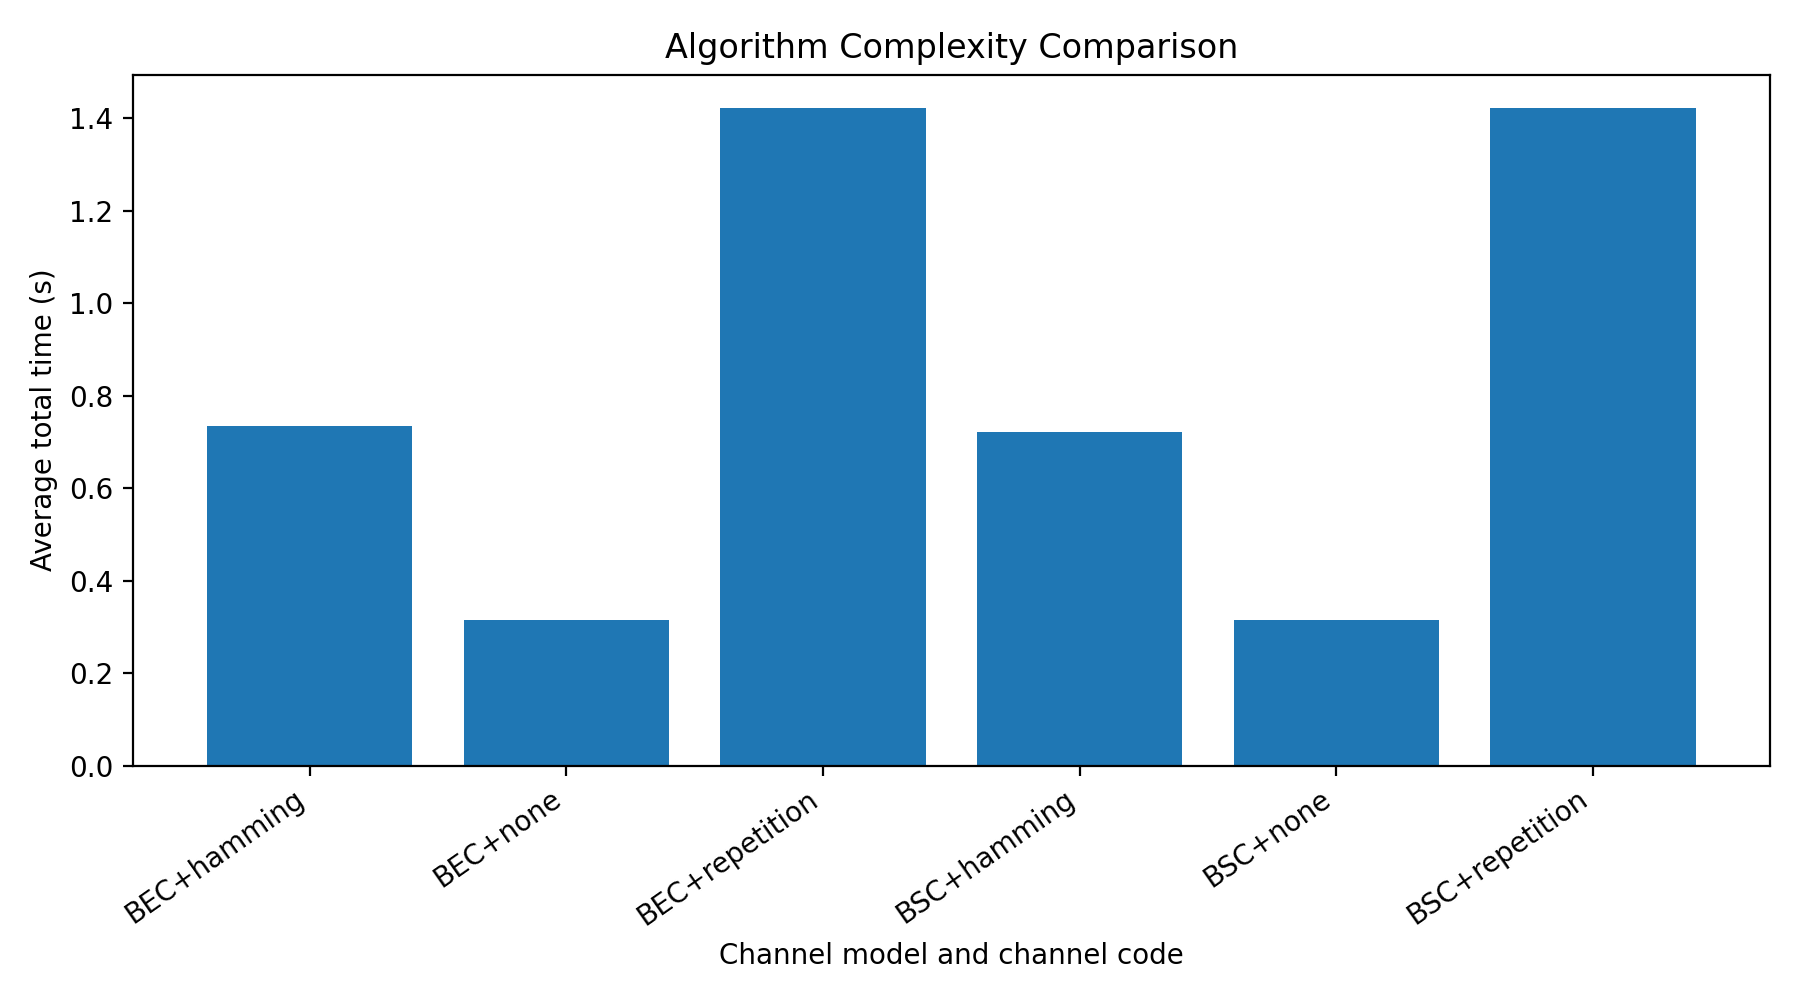 Algorithm Complexity Comparison
Average total time (s)
1.4
1.2
1.0
0.8
0.6
0.4
0.2
0.0
BEC+hamming
BEC+none
BEC+repetition
BSC+hamming
BSC+none
BSC+repetition
Channel model and channel code